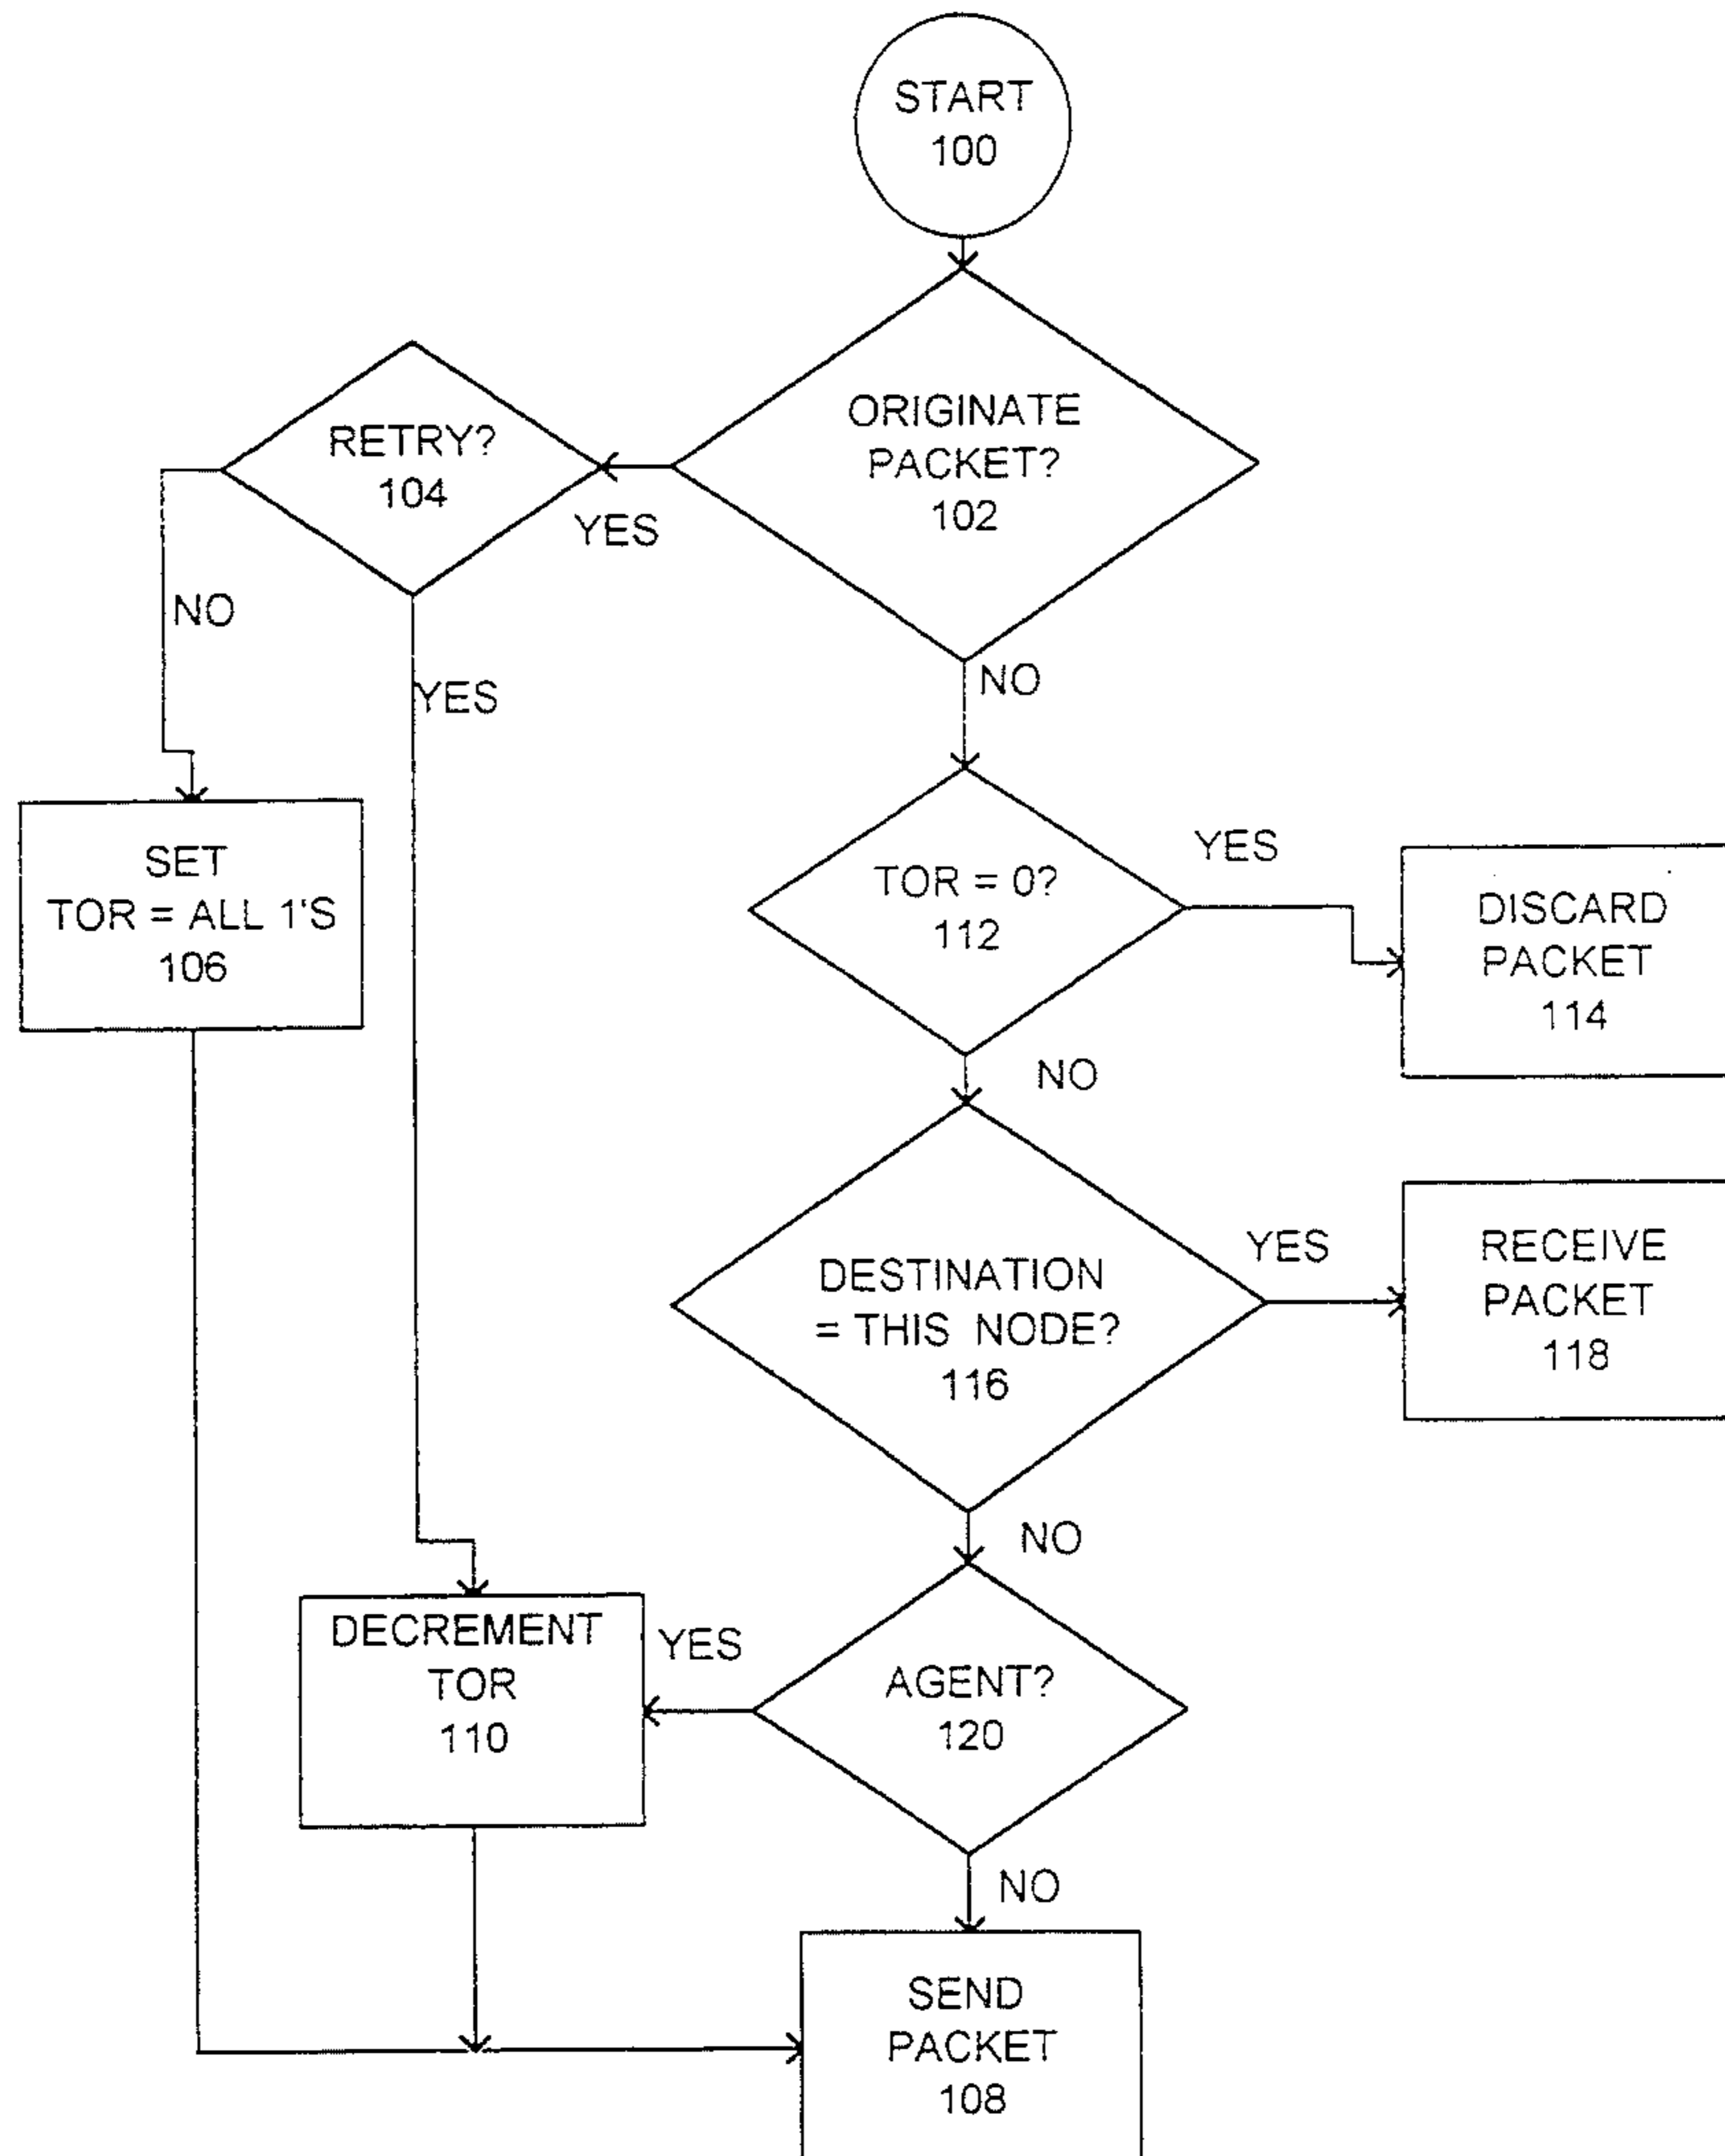 START
100
ORIGINATE
PACKET?
102
RETRY?
104
YES
NO
YES
NO
SET
TOR = ALL 1'S
106
TOR = 0?
112
YES
DISCARD
PACKET
114
NO
DESTINATION
= THIS NODE?
116
YES
RECEIVE
PACKET
118
NO
DECREMENT
TOR
110
YES
AGENT?
120
NO
SEND
PACKET
108